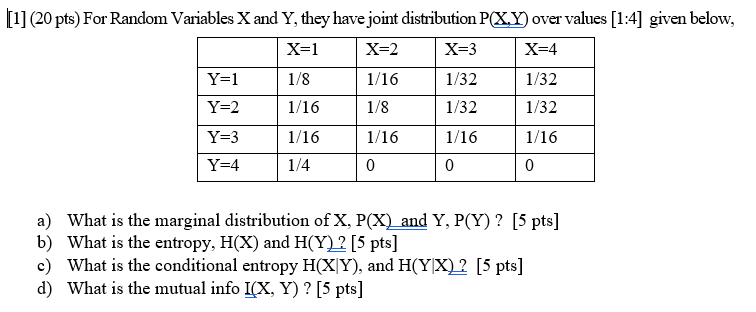 [1] (20 pts) For Random Variables X and Y, they have joint distribution P(X,Y) over values [1:4] given below,
X=1 X=2 X=3 X=4
Y=1 1/8 1/16 1/32 1/32
Y=2 1/16 1/8 1/32 1/32
Y=3 1/16 1/16 1/16 1/16
Y=4 1/4 0 0 0
a) What is the marginal distribution of X, P(X) and Y, P(Y) ? [5 pts]
b) What is the entropy, H(X) and H(Y) ? [5 pts]
c) What is the conditional entropy H(X|Y), and H(Y|X) ? [5 pts]
d) What is the mutual info I(X, Y) ? [5 pts]